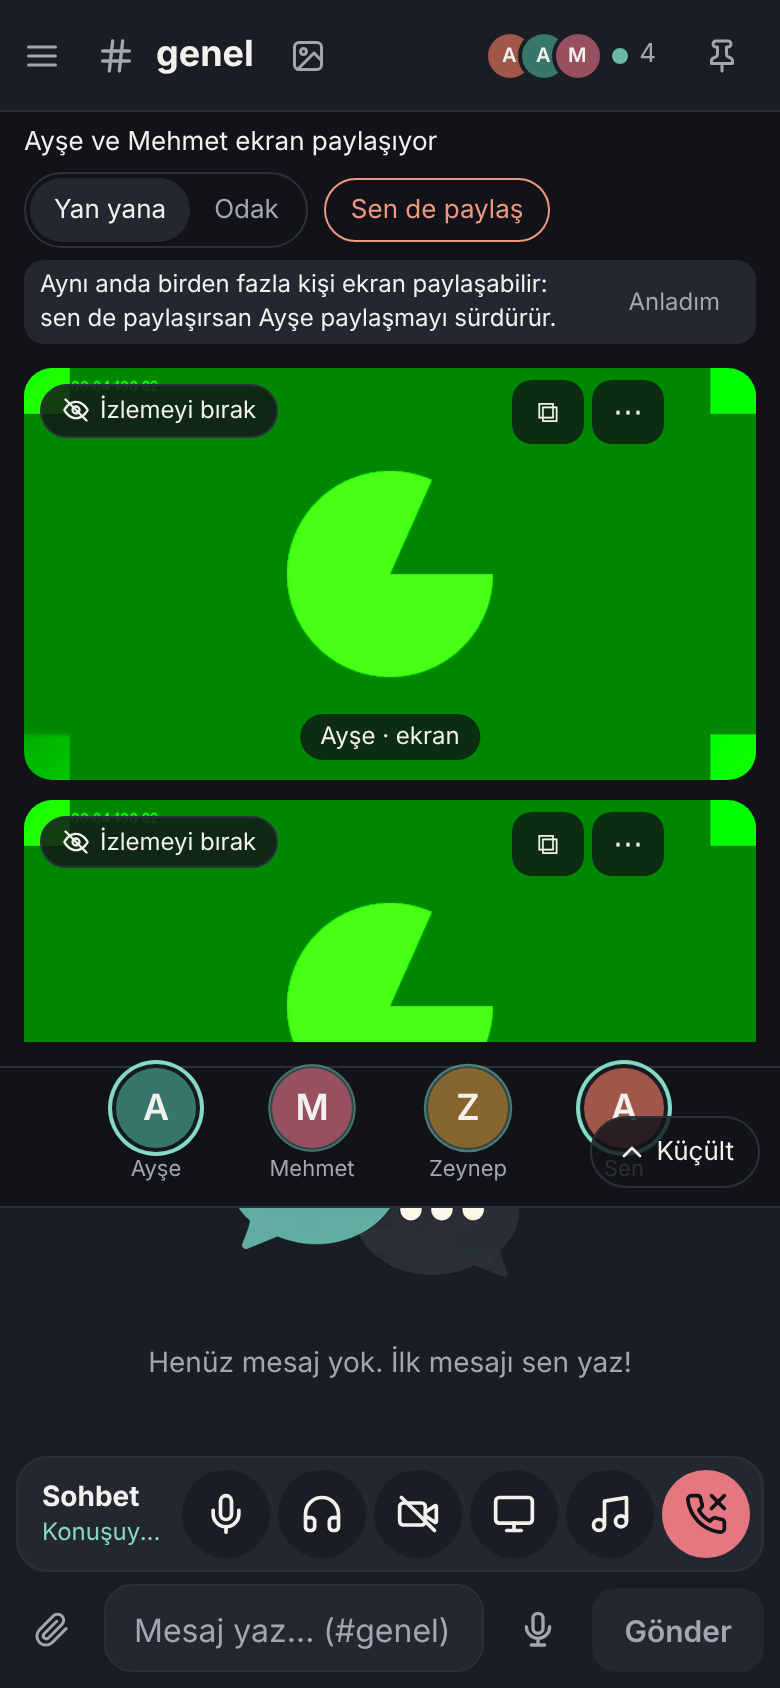 # genel
A A M 4
Ayşe ve Mehmet ekran paylaşıyor
Yan yana Odak Sen de paylaş
Aynı anda birden fazla kişi ekran paylaşabilir:
sen de paylaşırsan Ayşe paylaşmayı sürdürür.
Anladım
İzlemeyi bırak
Ayşe · ekran
İzlemeyi bırak
A M Z A
Ayşe Mehmet Zeynep Sen
Küçült
Henüz mesaj yok. İlk mesajı sen yaz!
Sohbet
Konuşuy...
Mesaj yaz... (#genel)
Gönder